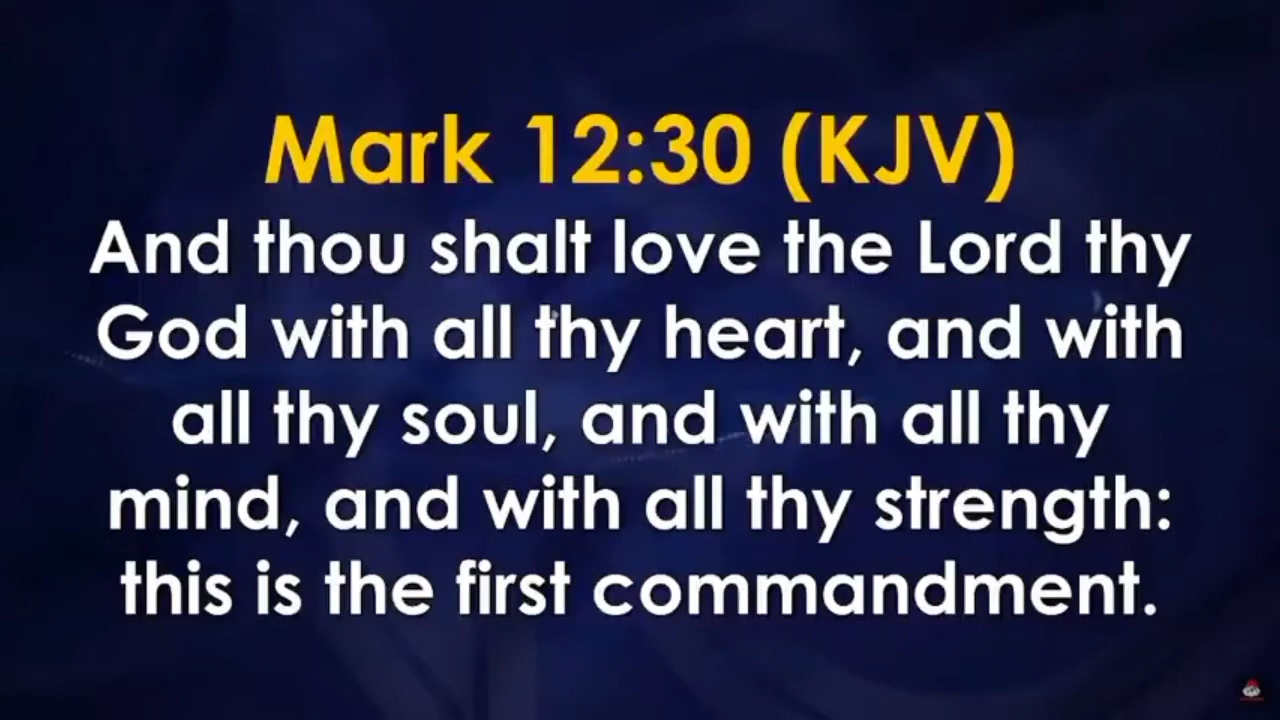 Mark 12:30 (KJV)
And thou shalt love the Lord thy
God with all thy heart, and with
all thy soul, and with all thy
mind, and with all thy strength:
this is the first commandment.